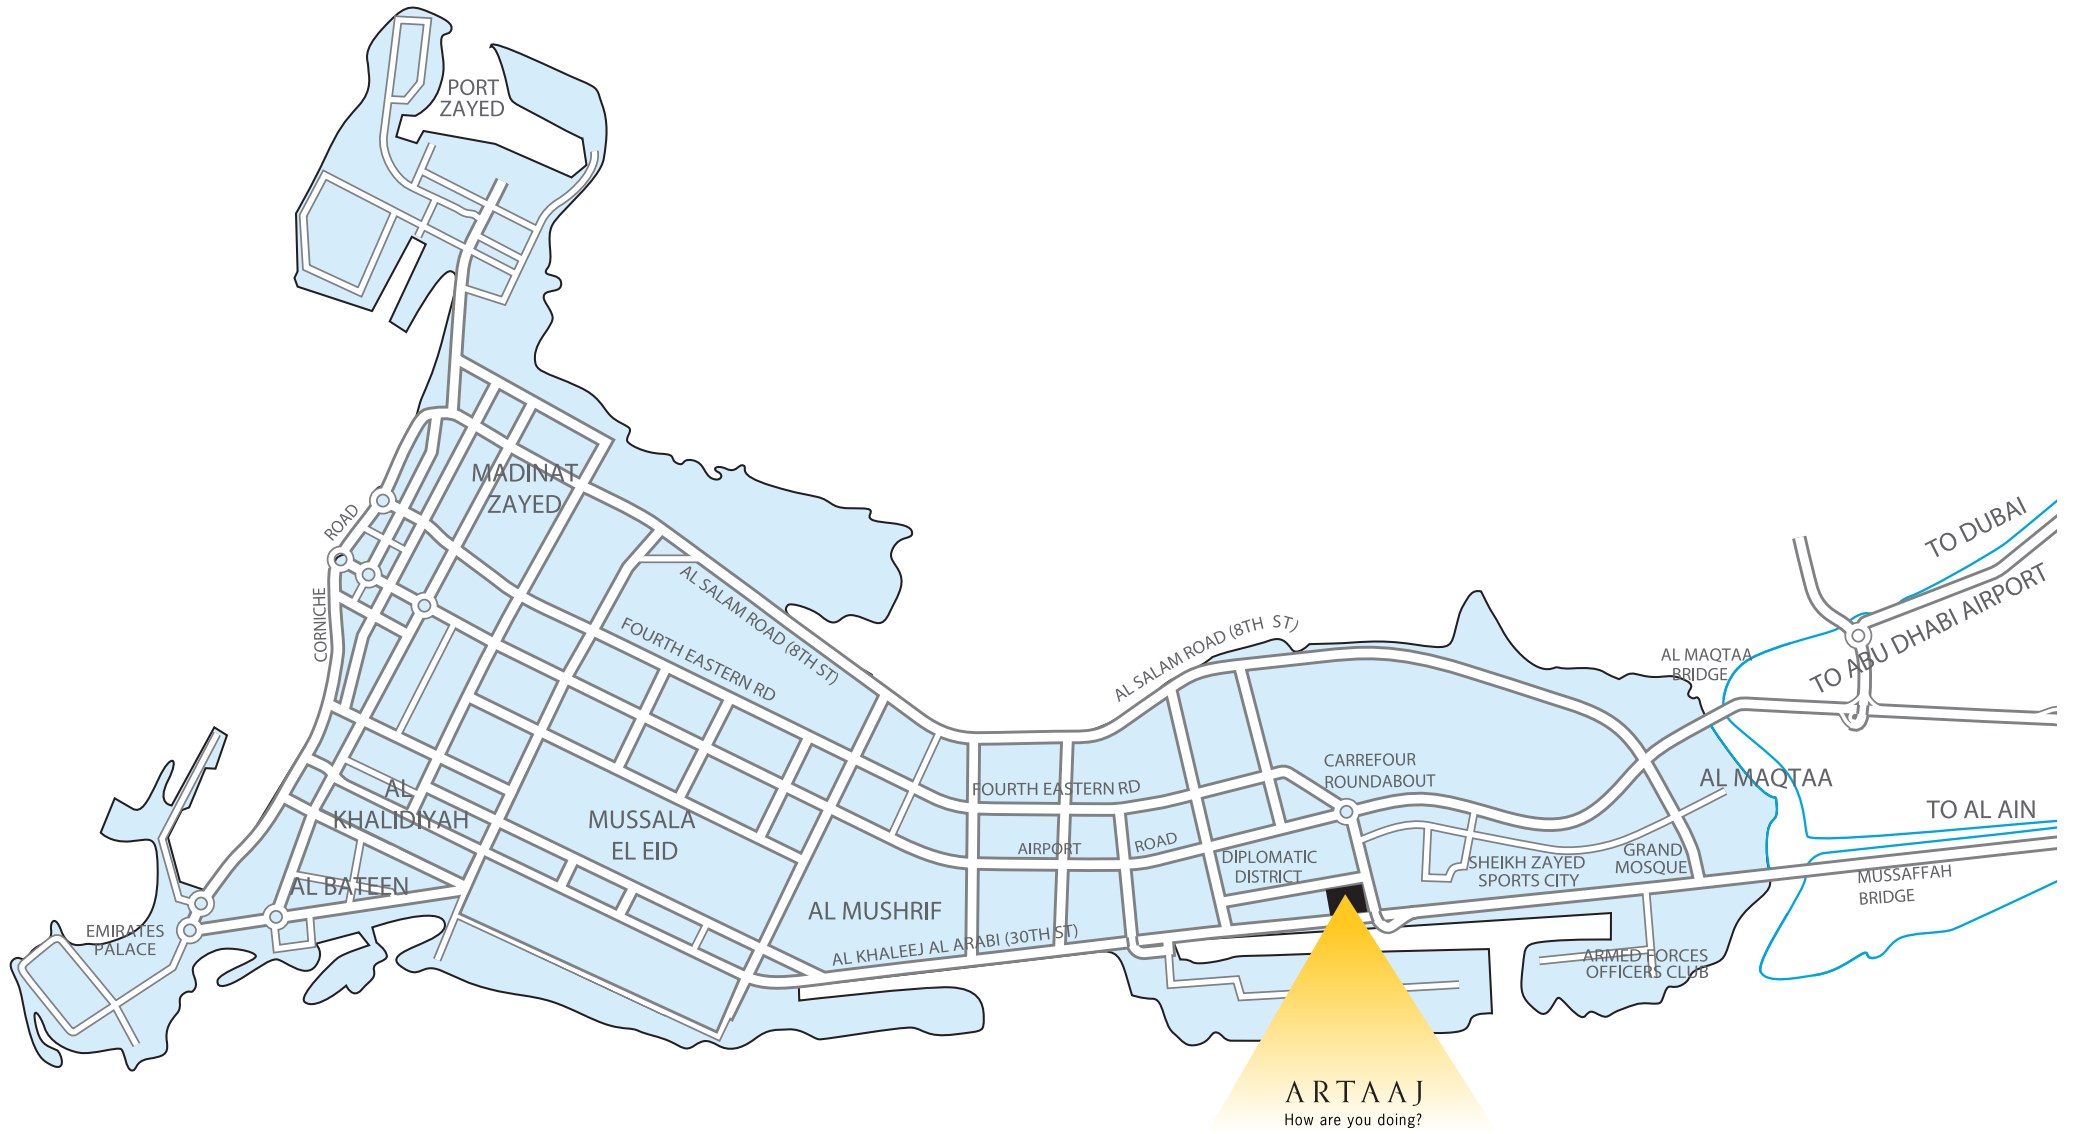 PORT
ZAYED
MADINAT
ZAYED
ROAD
CORNICHE
AL SALAM ROAD (8TH ST)
FOURTH EASTERN RD
AL SALAM ROAD (8TH ST)
TO DUBAI
TO ABU DHABI AIRPORT
AL MAQTAA
BRIDGE
AL MAQTAA
TO AL AIN
CARREFOUR
ROUNDABOUT
FOURTH EASTERN RD
AIRPORT
ROAD
AL
KHALIDIYAH
MUSSALA
EL EID
DIPLOMATIC
DISTRICT
SHEIKH ZAYED
SPORTS CITY
GRAND
MOSQUE
MUSSAFFAH
BRIDGE
AL BATEEN
AL MUSHRIF
EMIRATES
PALACE
AL KHALEEJ AL ARABI (30TH ST)
ARMED FORCES
OFFICERS CLUB
ARTAAJ
How are you doing?